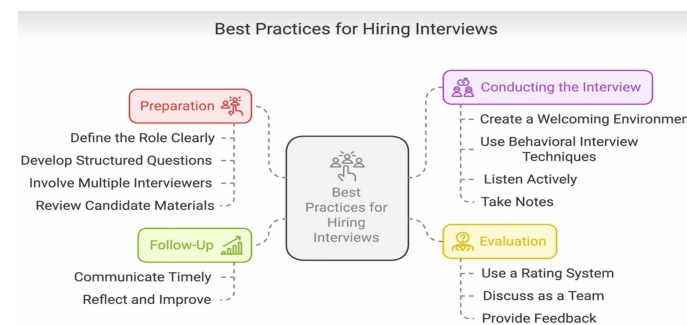 Best Practices for Hiring Interviews
Preparation
Define the Role Clearly
Develop Structured Questions
Involve Multiple Interviewers
Review Candidate Materials
Follow-Up
Communicate Timely
Reflect and Improve
Best
Practices for
Hiring
Interviews
Conducting the Interview
Create a Welcoming Environmen
Use Behavioral Interview
Techniques
Listen Actively
Take Notes
Evaluation
Use a Rating System
Discuss as a Team
Provide Feedback